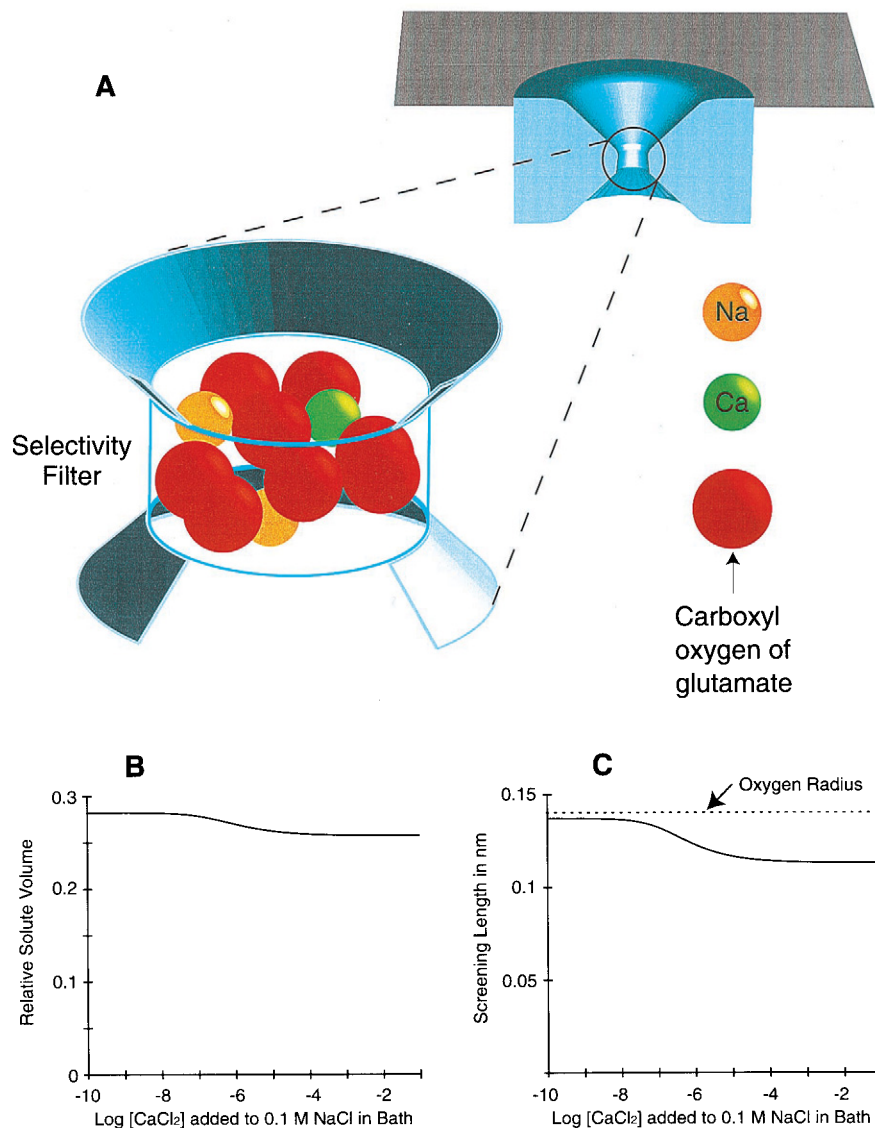 A
Na
Ca
Selectivity
Filter
Carboxyl
oxygen of
glutamate
B
0.3
0.2
0.1
0
Relative Solute Volume
-10
-8
-6
-4
-2
Log [CaCl₂] added to 0.1 M NaCl in Bath
C
Oxygen Radius
0.15
0.1
0.05
Screening Length in nm
-10
-8
-6
-4
-2
Log [CaCl₂] added to 0.1 M NaCl in Bath